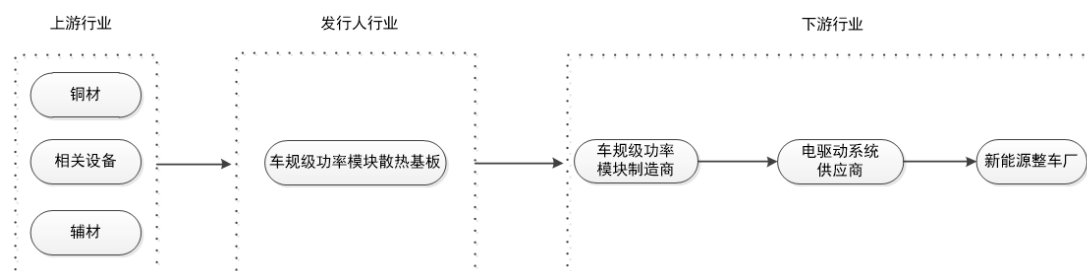 上游行业
发行人行业
下游行业
铜材
相关设备
辅材
车规级功率模块散热基板
车规级功率
模块制造商
电驱动系统
供应商
新能源整车厂